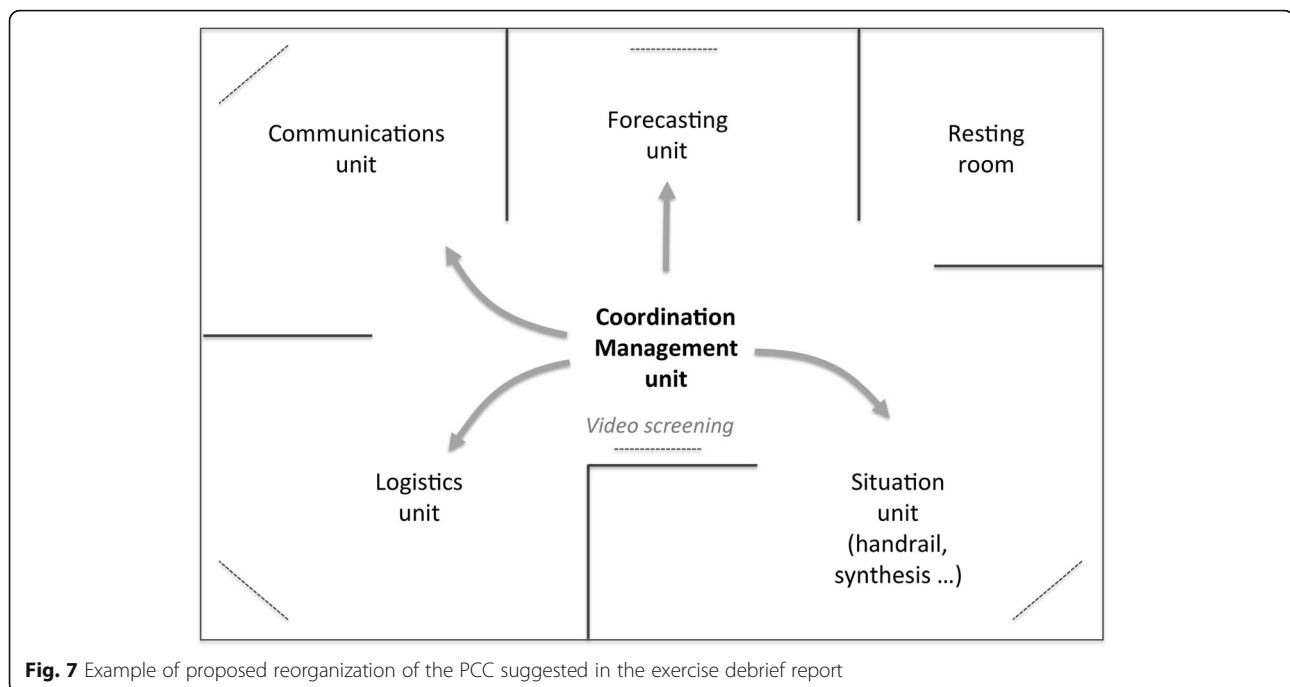 Communications
unit
Forecasting
unit
Resting
room
Coordination
Management
unit
Video screening
Logistics
unit
Situation
unit
(handrail,
synthesis ...)
Fig. 7 Example of proposed reorganization of the PCC suggested in the exercise debrief report